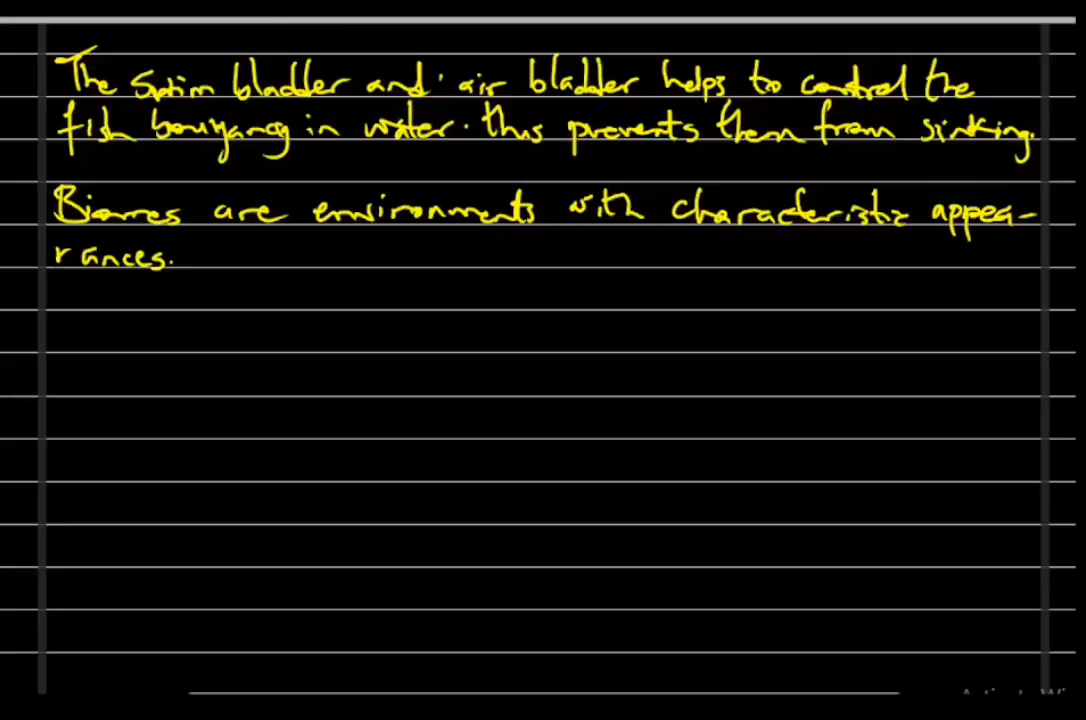 The swim bladder and air bladder helps to control the
fish bouyancy in water. thus prevents them from sinking.
Biomes are environments with characteristic appea-
rances.